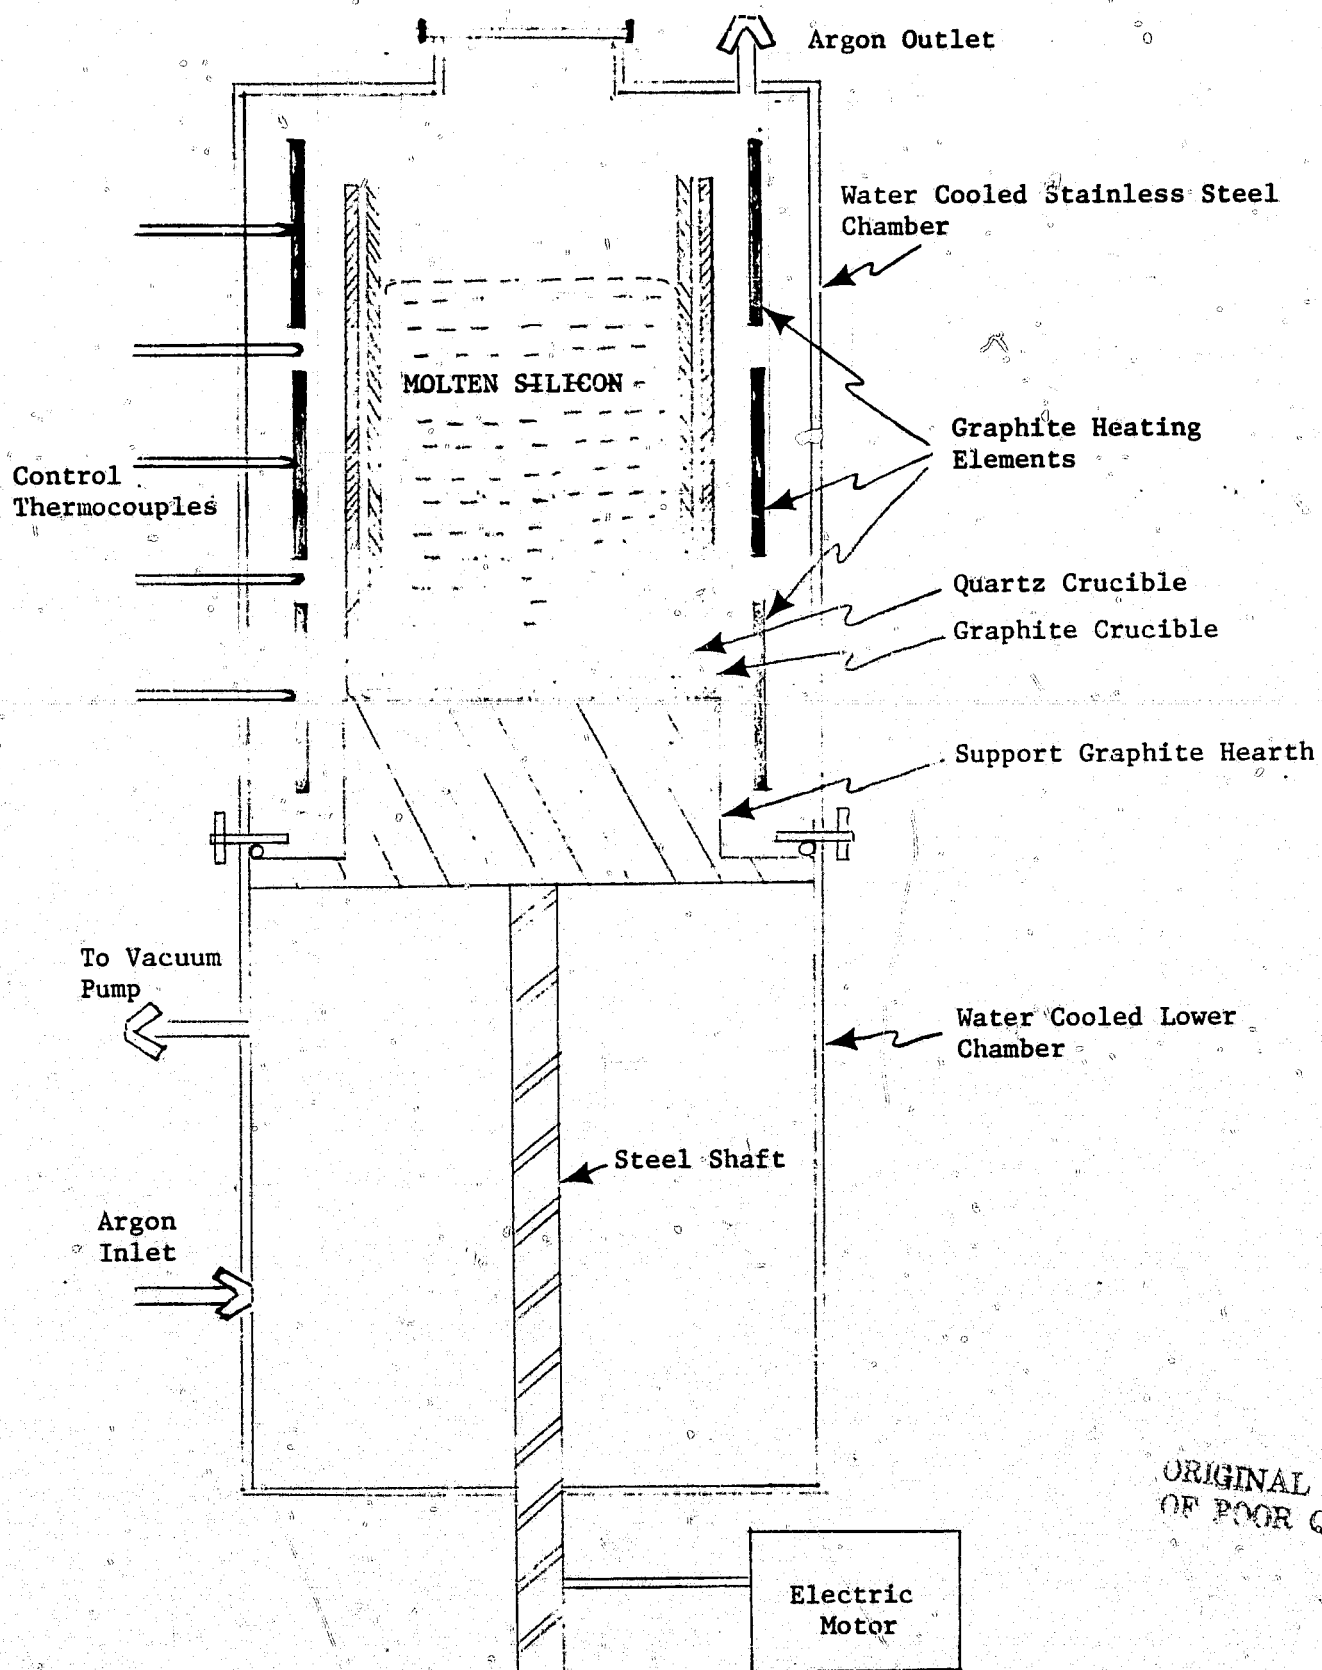 Argon Outlet
Water Cooled Stainless Steel
Chamber
MOLTEN SILICON
Graphite Heating
Elements
Control
Thermocouples
Quartz Crucible
Graphite Crucible
Support Graphite Hearth
To Vacuum
Pump
Water Cooled Lower
Chamber
Steel Shaft
Argon
Inlet
ORIGINAL
OF POOR
Electric
Motor